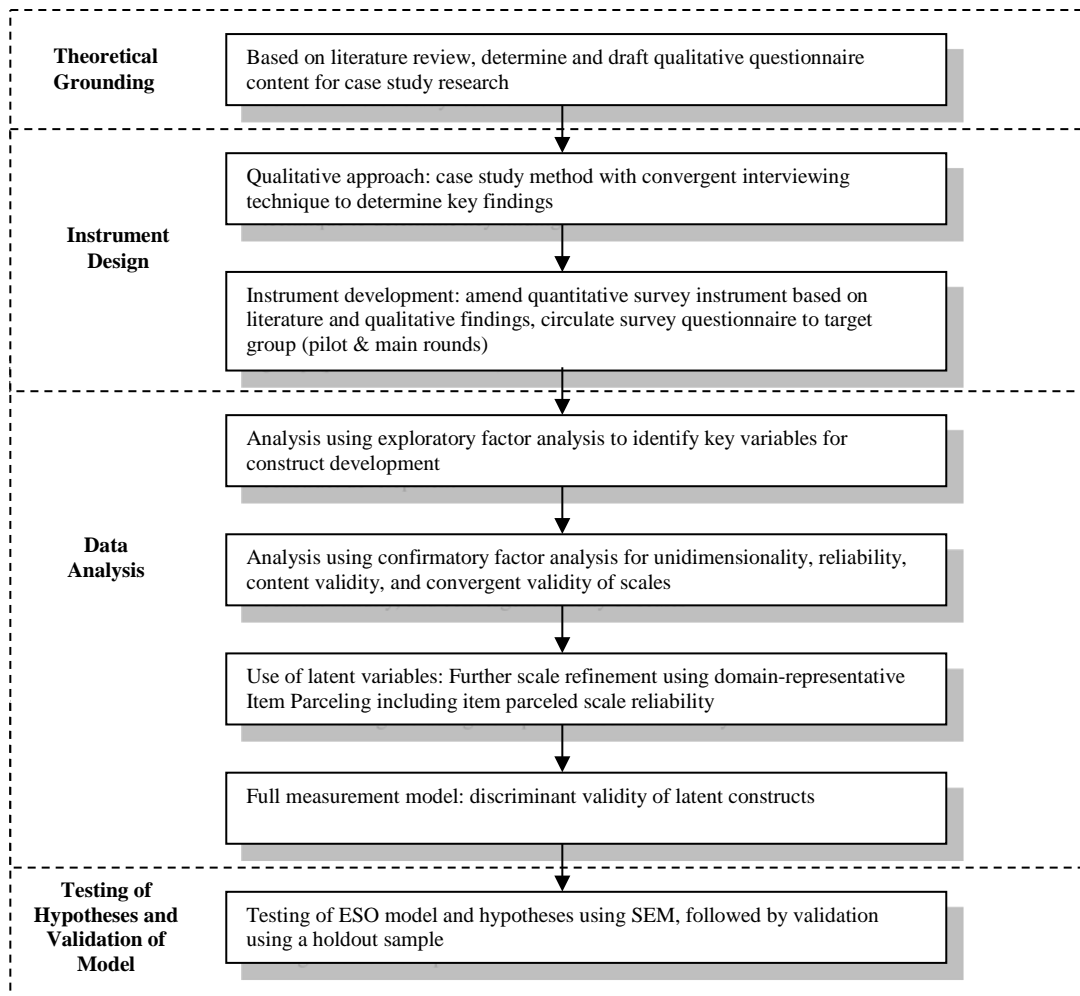 Theoretical
Grounding
Based on literature review, determine and draft qualitative questionnaire
content for case study research
Instrument
Design
Qualitative approach: case study method with convergent interviewing
technique to determine key findings
Instrument development: amend quantitative survey instrument based on
literature and qualitative findings, circulate survey questionnaire to target
group (pilot & main rounds)
Data
Analysis
Analysis using exploratory factor analysis to identify key variables for
construct development
Analysis using confirmatory factor analysis for unidimensionality, reliability,
content validity, and convergent validity of scales
Use of latent variables: Further scale refinement using domain-representative
Item Parceling including item parceled scale reliability
Full measurement model: discriminant validity of latent constructs
Testing of
Hypotheses and
Validation of
Model
Testing of ESO model and hypotheses using SEM, followed by validation
using a holdout sample